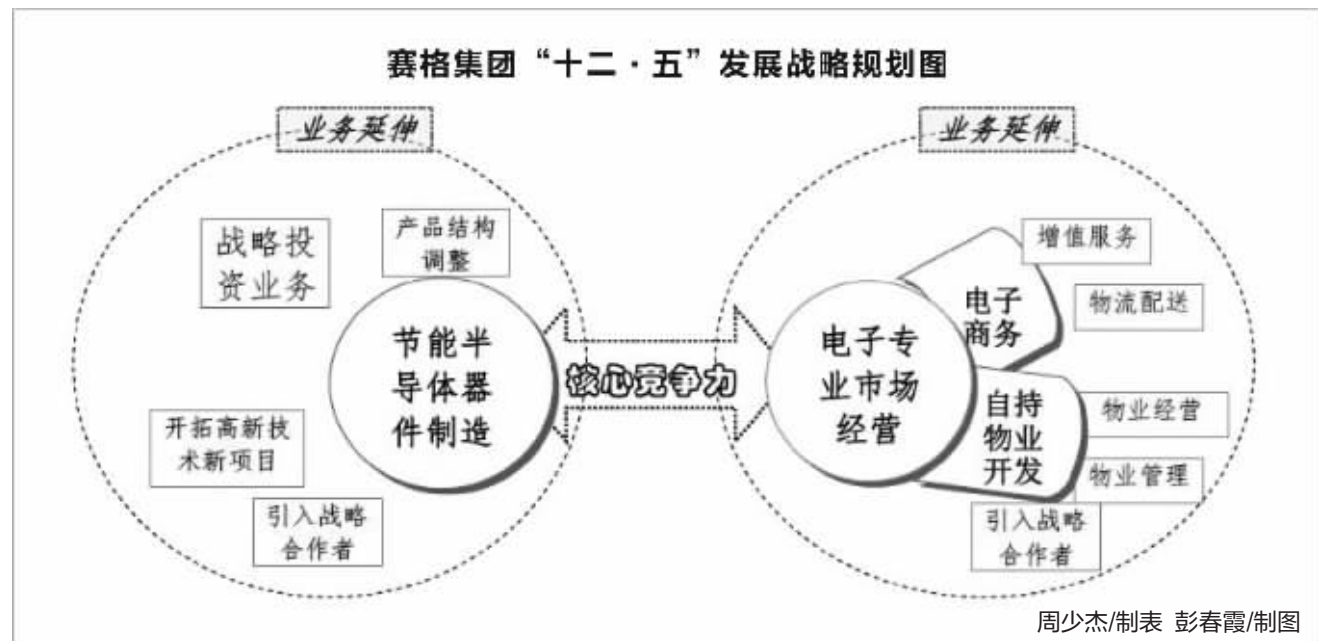 赛格集团“十二·五”发展战略规划图
业务延伸
战略投
资业务
产品结构
调整
节能半
导体器
件制造
开拓高新技
术新项目
引入战略
合作者
核心竞争力
业务延伸
增值服务
电子
商务
物流配送
电子专
业市场
经营
自持
物业
开发
物业经营
物业管理
引入战略
合作者
周少杰/制表 彭春霞/制图